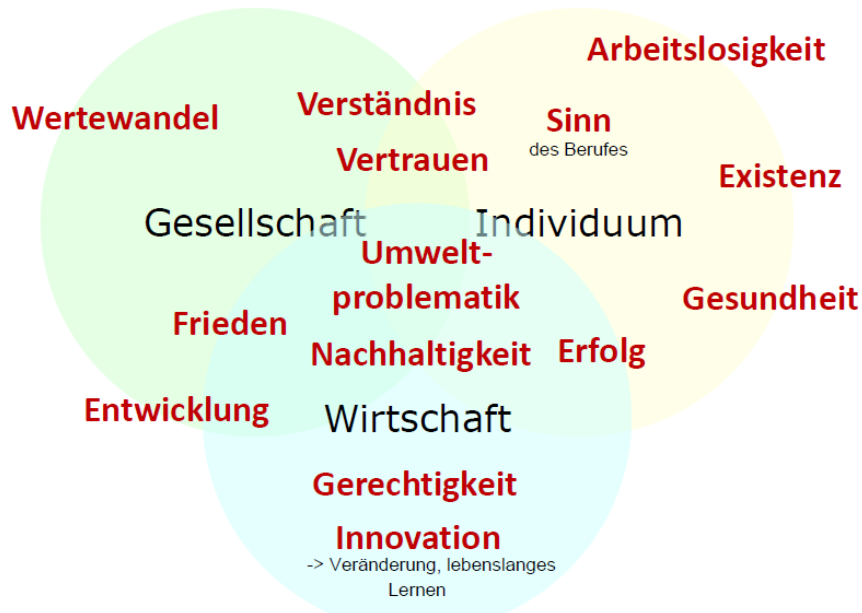 Arbeitslosigkeit
Wertewandel
Verständnis
Sinn
des Berufes
Vertrauen
Existenz
Gesellschaft
Individuum
Umwelt-
problematik
Gesundheit
Frieden
Nachhaltigkeit
Erfolg
Entwicklung
Wirtschaft
Gerechtigkeit
Innovation
-> Veränderung, lebenslanges
Lernen